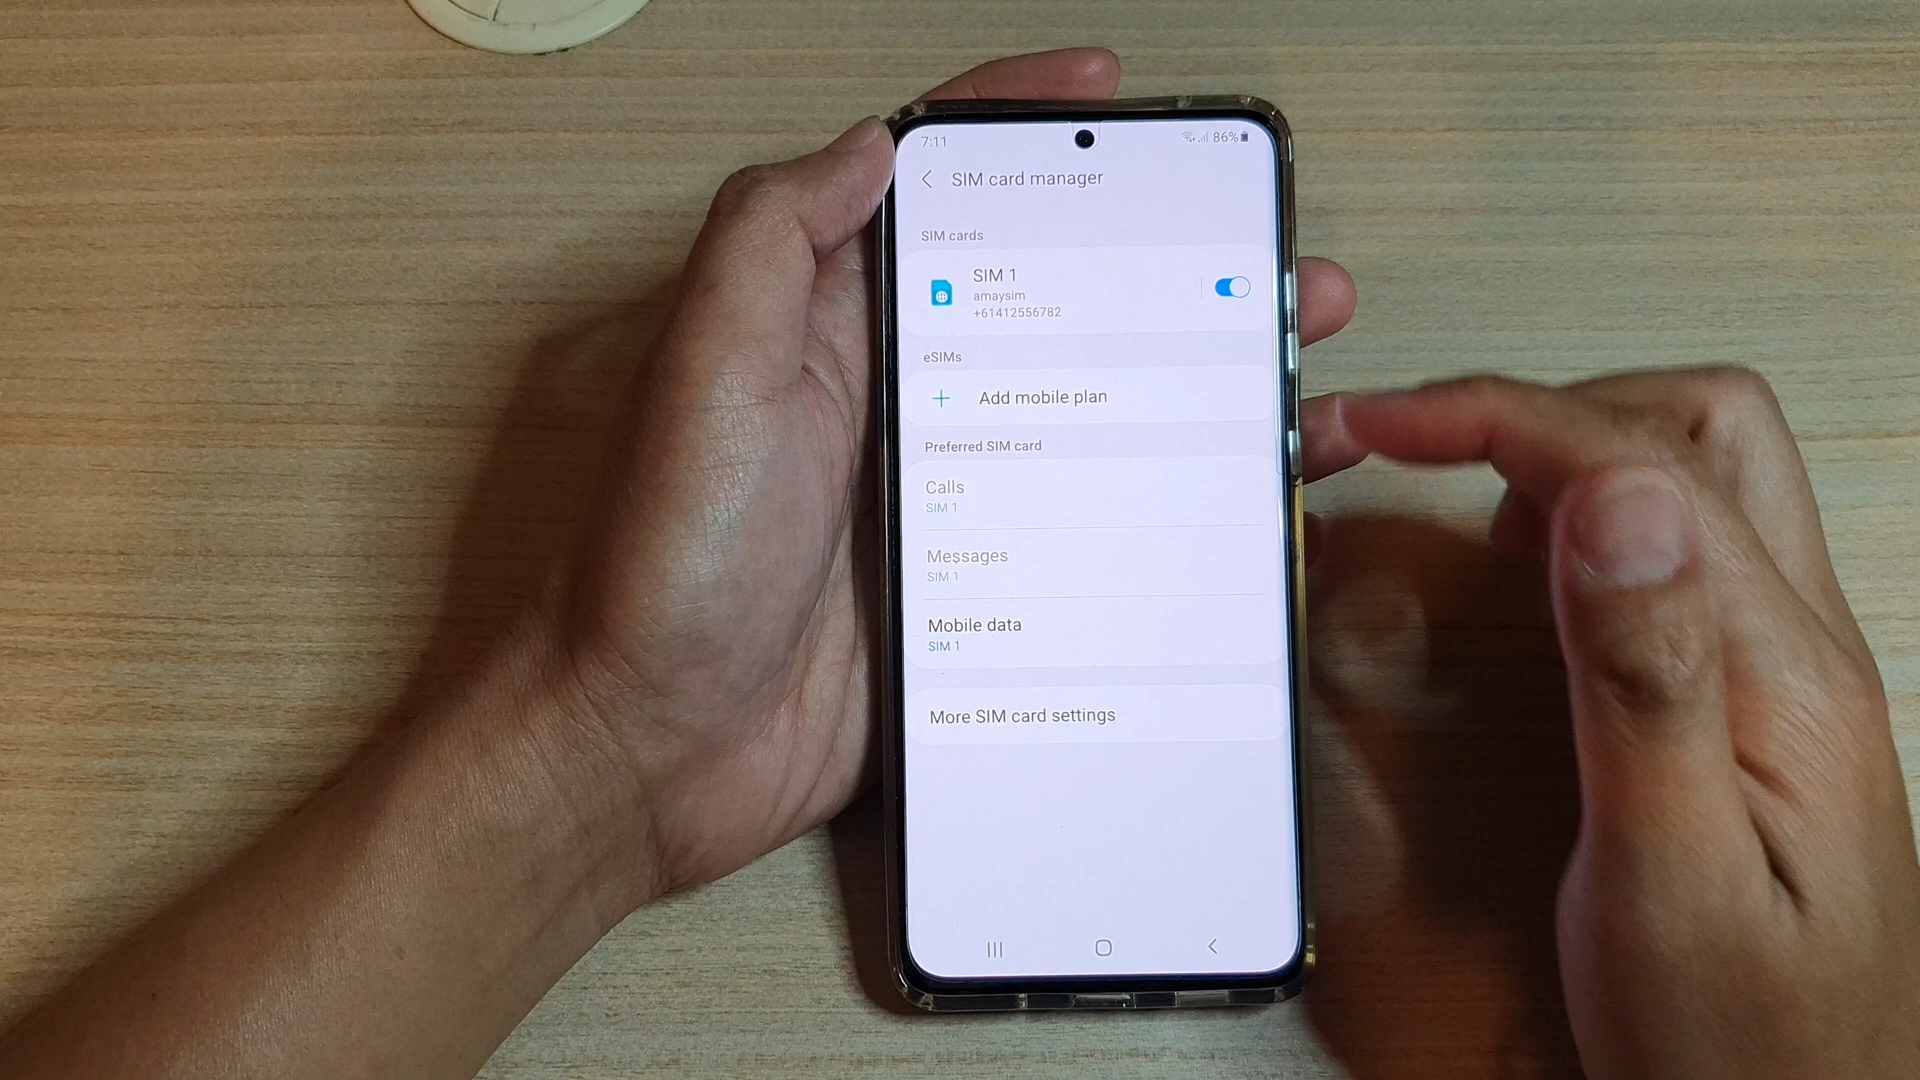 7:11
86%
SIM card manager
SIM cards
SIM 1
amaysim
+61412556782
eSIMs
Add mobile plan
Preferred SIM card
Calls
SIM 1
Messages
SIM 1
Mobile data
SIM 1
More SIM card settings